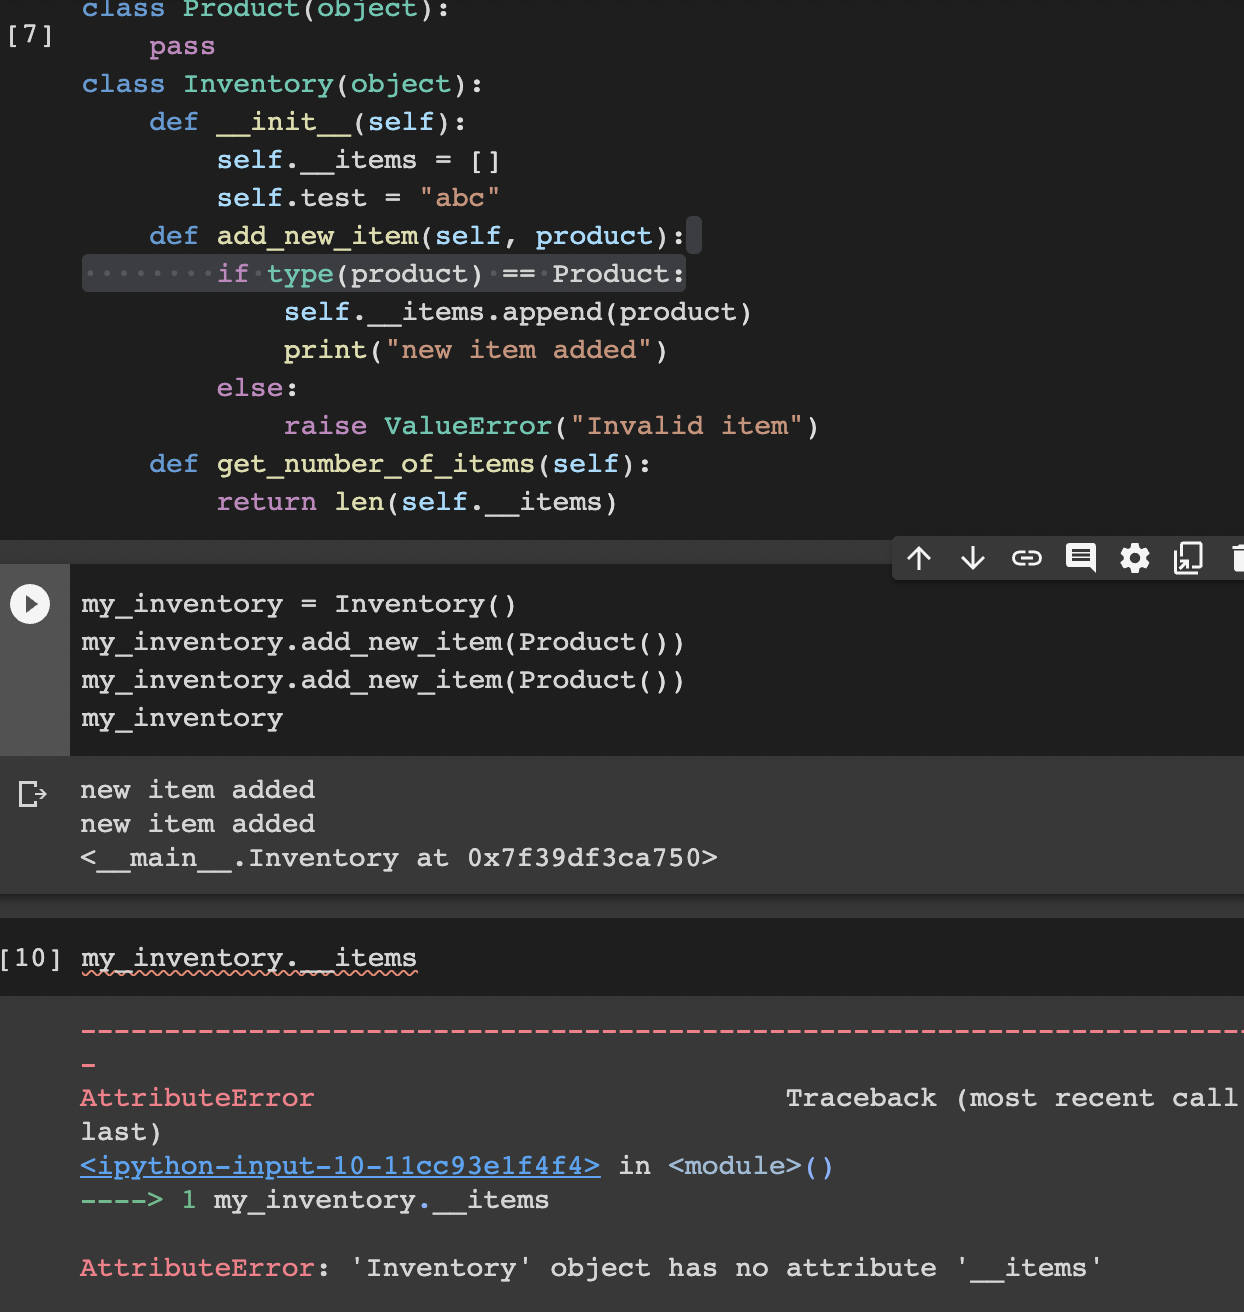 class Product(object):
[7]
    pass
class Inventory(object):
    def __init__(self):
        self.__items = []
        self.test = "abc"
    def add_new_item(self, product):
········if·type(product)·==·Product:
            self.__items.append(product)
            print("new item added")
        else:
            raise ValueError("Invalid item")
    def get_number_of_items(self):
        return len(self.__items)
my_inventory = Inventory()
my_inventory.add_new_item(Product())
my_inventory.add_new_item(Product())
my_inventory
new item added
new item added
<__main__.Inventory at 0x7f39df3ca750>
[10] my_inventory.__items
---------------------------------------------------------------------
-
AttributeError                            Traceback (most recent call
last)
<ipython-input-10-11cc93e1f4f4> in <module>()
----> 1 my_inventory.__items
AttributeError: 'Inventory' object has no attribute '__items'